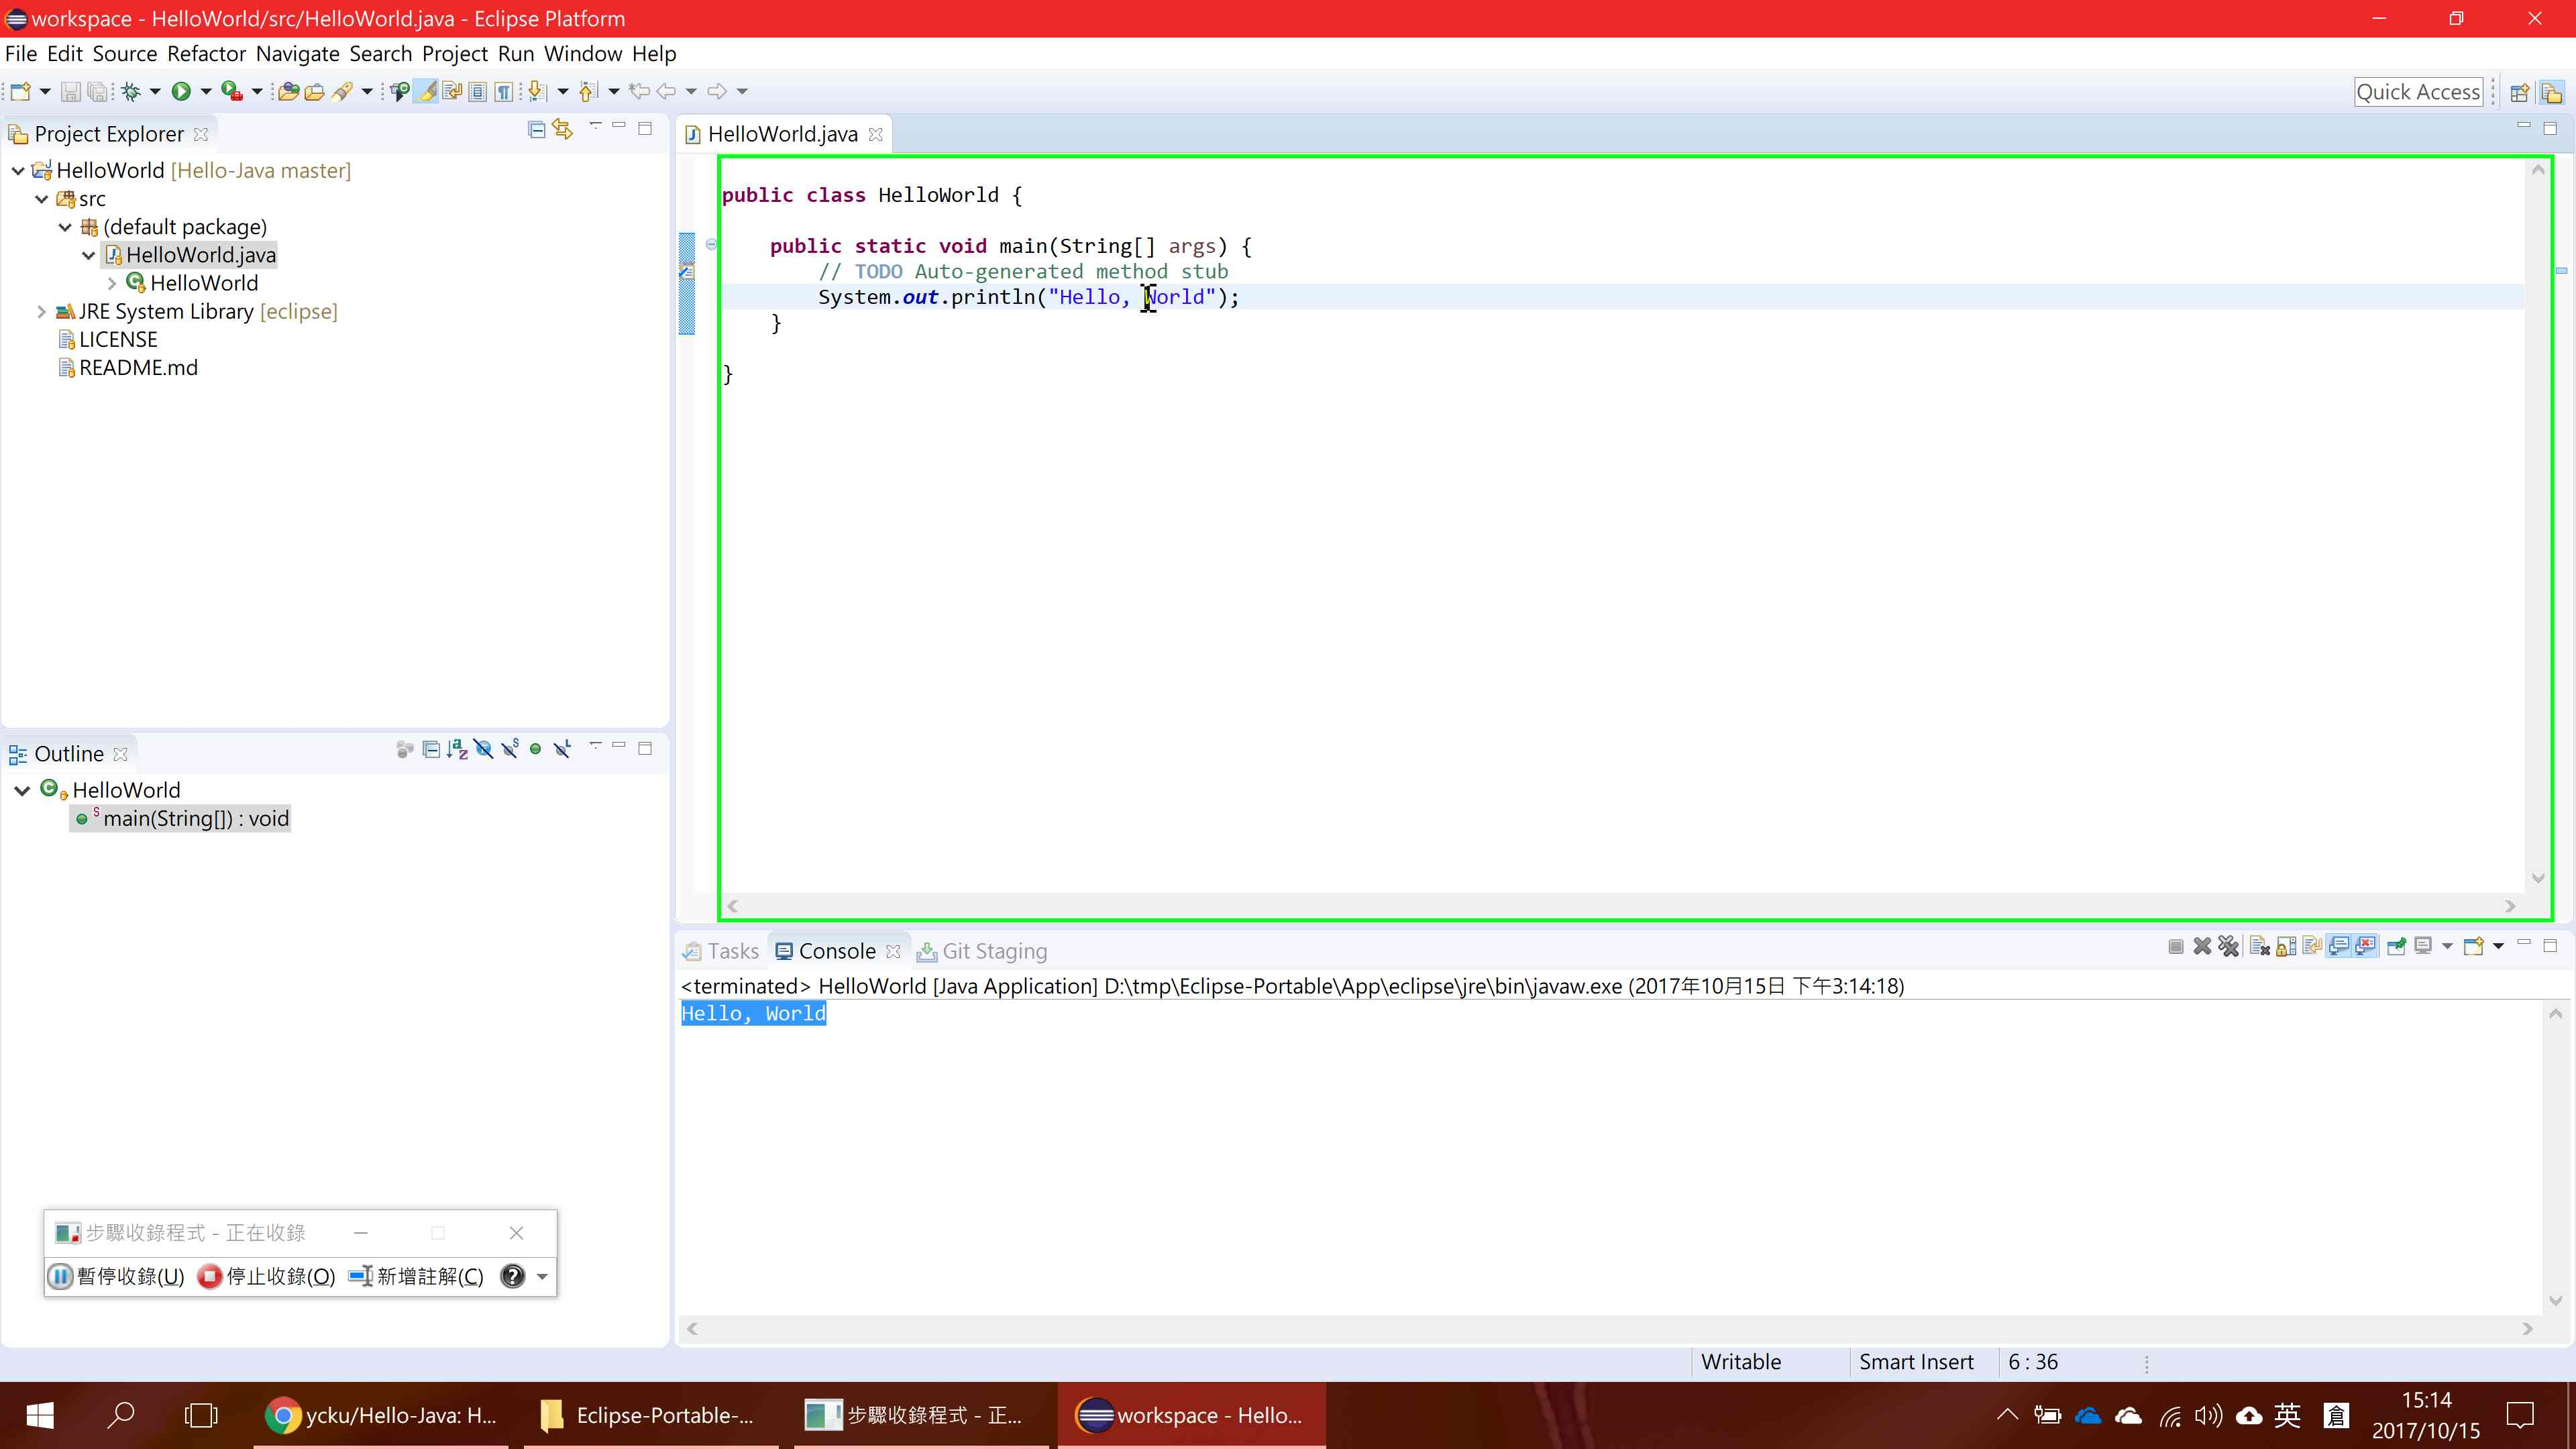 workspace - HelloWorld/src/HelloWorld.java - Eclipse Platform
File Edit Source Refactor Navigate Search Project Run Window Help
Quick Access
Project Explorer
HelloWorld [Hello-Java master]
src
(default package)
HelloWorld.java
HelloWorld
JRE System Library [eclipse]
LICENSE
README.md
Outline
HelloWorld
main(String[]) : void
HelloWorld.java
public class HelloWorld {
public static void main(String[] args) {
// TODO Auto-generated method stub
System.out.println("Hello, World");
}
}
Tasks Console Git Staging
<terminated> HelloWorld [Java Application] D:\tmp\Eclipse-Portable\App\eclipse\jre\bin\javaw.exe (2017年10月15日 下午3:14:18)
Hello, World
步驟收錄程式 - 正在收錄
暫停收錄(U) 停止收錄(O) 新增註解(C)
Writable Smart Insert 6 : 36
ycku/Hello-Java: H... Eclipse-Portable-... 步驟收錄程式 - 正... workspace - Hello... 英 倉 15:14
2017/10/15